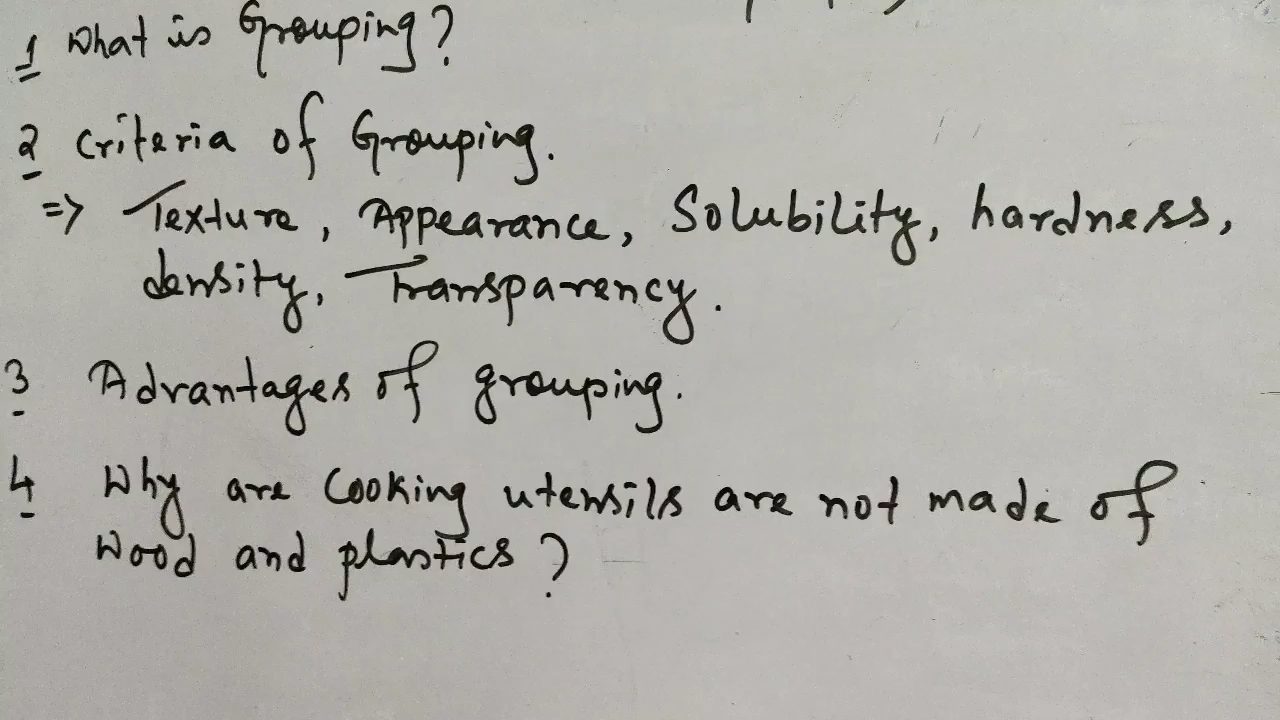 1 What is Grouping?
2 Criteria of Grouping.
=> Texture, Appearance, Solubility, hardness,
density, Transparency.
3 Advantages of grouping.
4 Why are Cooking utensils are not made of
wood and plastics?